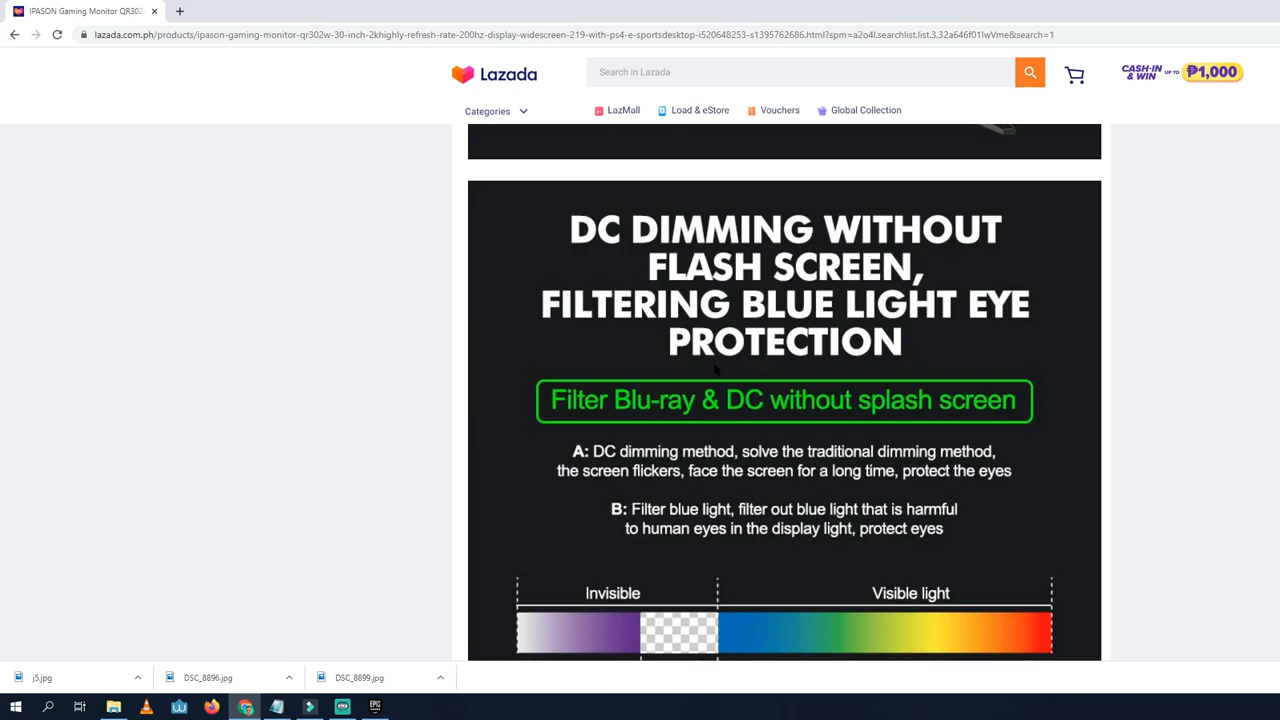 IPASON Gaming Monitor QR302
lazada.com.ph/products/ipason-gaming-monitor-qr302w-30-inch-2khighly-refresh-rate-200hz-display-widescreen-219-with-ps4-e-sportsdesktop-i520648253-s1395762686.html?spm=a2o4l.searchlist.list.3.32a646f01lwVme&search=1
Lazada
Search in Lazada
CASH-IN & WIN UP TO ₱1,000
Categories
LazMall
Load & eStore
Vouchers
Global Collection
DC DIMMING WITHOUT
FLASH SCREEN,
FILTERING BLUE LIGHT EYE
PROTECTION
Filter Blu-ray & DC without splash screen
A: DC dimming method, solve the traditional dimming method,
the screen flickers, face the screen for a long time, protect the eyes
B: Filter blue light, filter out blue light that is harmful
to human eyes in the display light, protect eyes
Invisible
Visible light
j5.jpg
DSC_8896.jpg
DSC_8899.jpg
EPIC